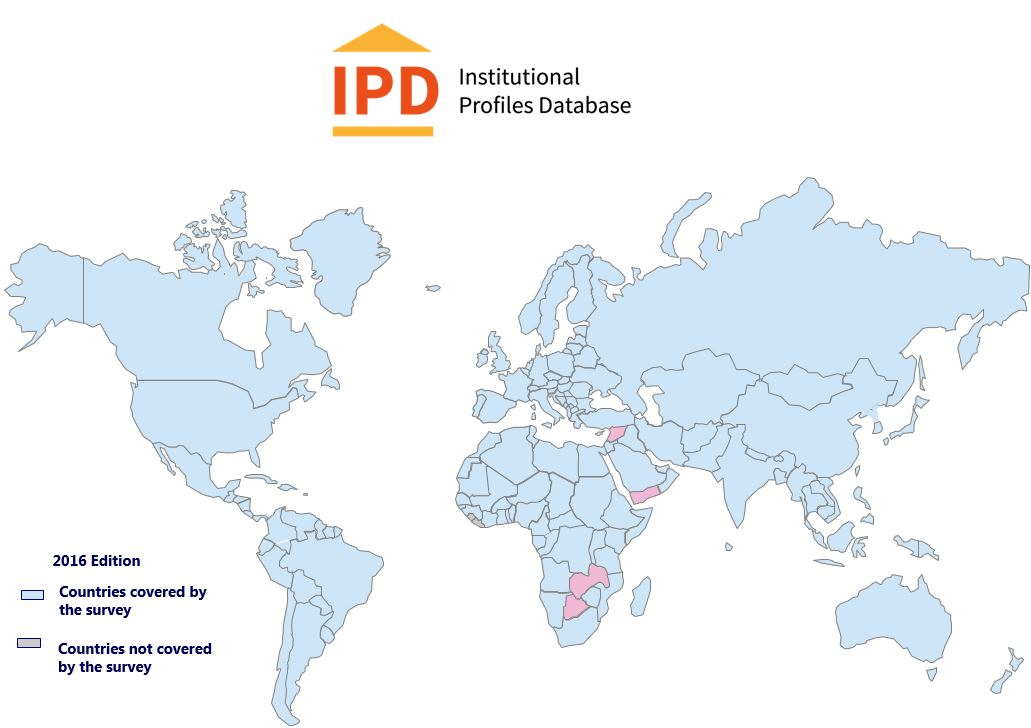 IPD
Institutional
Profiles Database
2016 Edition
Countries covered by
the survey
Countries not covered
by the survey